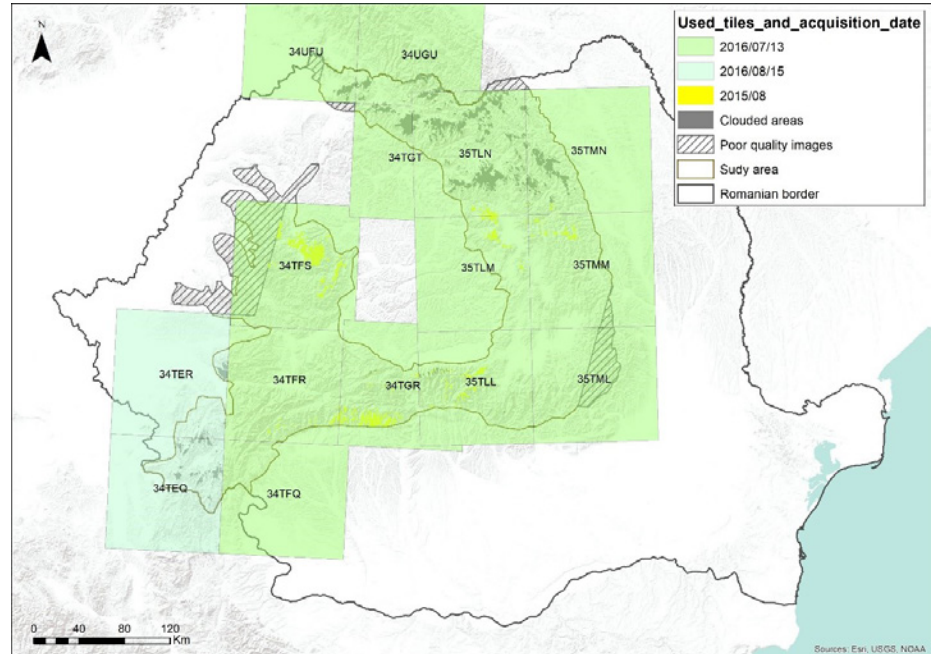 N
Used_tiles_and_acquisition_date
2016/07/13
2016/08/15
2015/08
Clouded areas
Poor quality images
Sudy area
Romanian border
34UFU
34UGU
34TGT
35TLN
35TMN
34TFS
35TLM
35TMM
34TER
34TFR
34TGR
35TLL
35TML
34TEQ
34TFQ
0 20 40 80 120
Km
Sources: Esri, USGS, NOAA